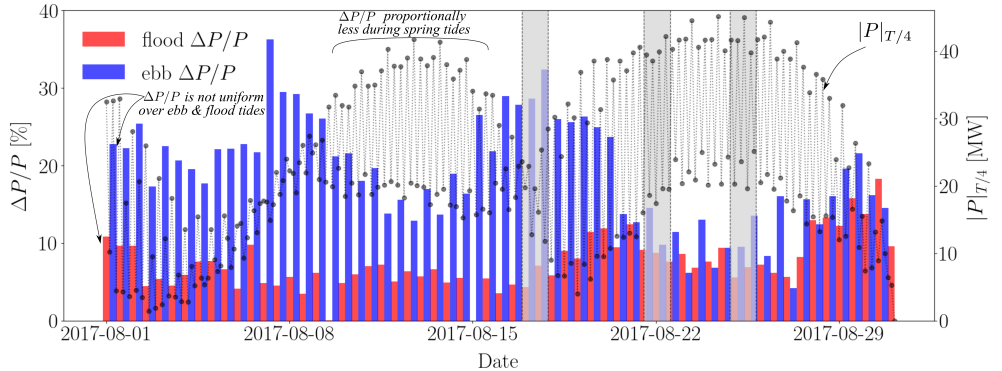 40%
30
20
10
0
ΔP/P [%]
flood ΔP/P
ebb ΔP/P
ΔP/P is not uniform
over ebb & flood tides
ΔP/P proportionally
less during spring tides
|P|T/4
40
30
20
10
0
|P|T/4 [MW]
2017-08-01
2017-08-08
2017-08-15
2017-08-22
2017-08-29
Date